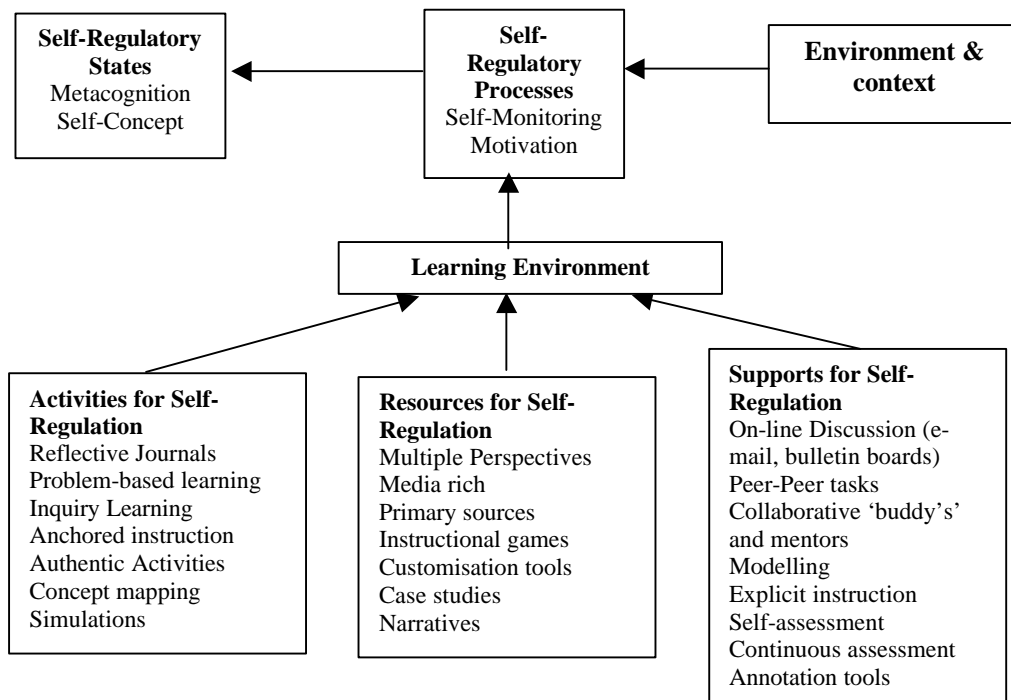 Self-Regulatory
States
Metacognition
Self-Concept
Self-
Regulatory
Processes
Self-Monitoring
Motivation
Environment &
context
Learning Environment
Activities for Self-
Regulation
Reflective Journals
Problem-based learning
Inquiry Learning
Anchored instruction
Authentic Activities
Concept mapping
Simulations
Resources for Self-
Regulation
Multiple Perspectives
Media rich
Primary sources
Instructional games
Customisation tools
Case studies
Narratives
Supports for Self-
Regulation
On-line Discussion (e-
mail, bulletin boards)
Peer-Peer tasks
Collaborative ‘buddy’s’
and mentors
Modelling
Explicit instruction
Self-assessment
Continuous assessment
Annotation tools